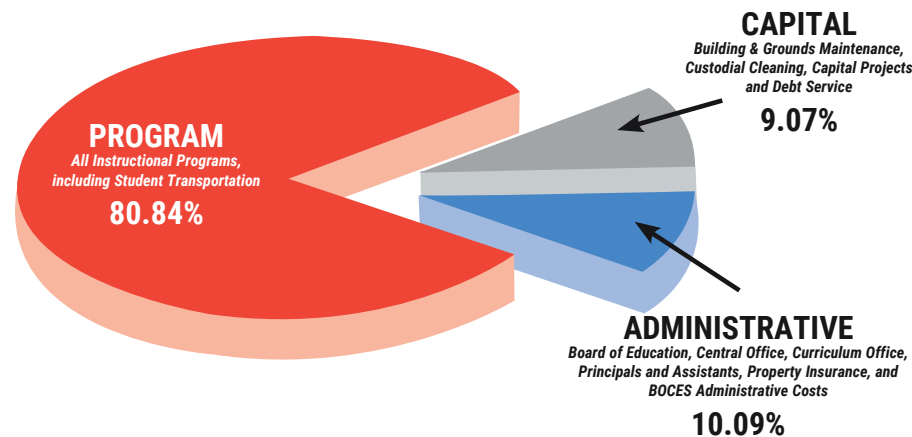 CAPITAL
Building & Grounds Maintenance,
Custodial Cleaning, Capital Projects
and Debt Service
9.07%
PROGRAM
All Instructional Programs,
including Student Transportation
80.84%
ADMINISTRATIVE
Board of Education, Central Office, Curriculum Office,
Principals and Assistants, Property Insurance, and
BOCES Administrative Costs
10.09%